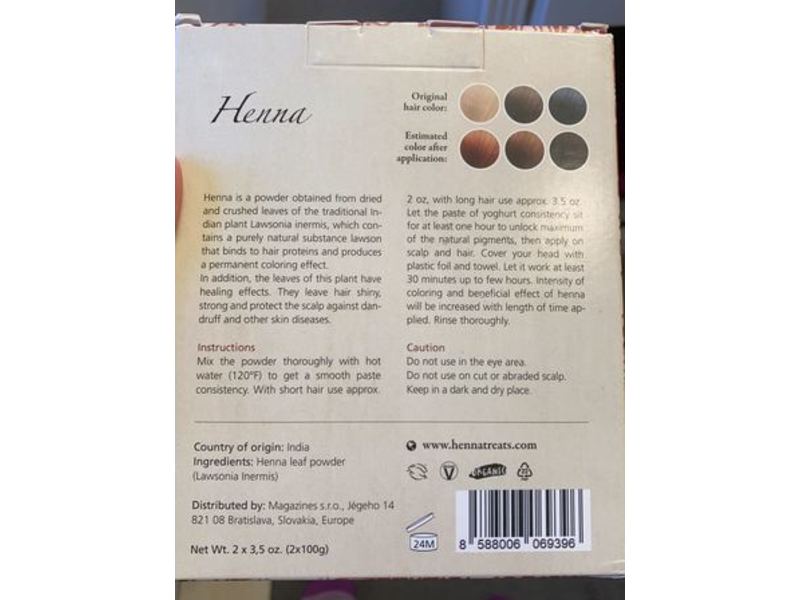 Henna
Original
hair color:
Estimated
color after
application:
Henna is a powder obtained from dried
and crushed leaves of the traditional In-
dian plant Lawsonia inermis, which con-
tains a purely natural substance lawson
that binds to hair proteins and produces
a permanent coloring effect.
In addition, the leaves of this plant have
healing effects. They leave hair shiny,
strong and protect the scalp against dan-
druff and other skin diseases.
Instructions
Mix the powder thoroughly with hot
water (120°F) to get a smooth paste
consistency. With short hair use approx.
2 oz, with long hair use approx. 3.5 oz.
Let the paste of yoghurt consistency sit
for at least one hour to unlock maximum
of the natural pigments, then apply on
scalp and hair. Cover your head with
plastic foil and towel. Let it work at least
30 minutes up to few hours. Intensity of
coloring and beneficial effect of henna
will be increased with length of time ap-
plied. Rinse thoroughly.
Caution
Do not use in the eye area.
Do not use on cut or abraded scalp.
Keep in a dark and dry place.
Country of origin: India
Ingredients: Henna leaf powder
(Lawsonia Inermis)
Distributed by: Magazines s.r.o., Jégeho 14
821 08 Bratislava, Slovakia, Europe
Net Wt. 2 x 3,5 oz. (2x100g)
www.hennatreats.com
V
ORGANIC
24M
8 588006 069396